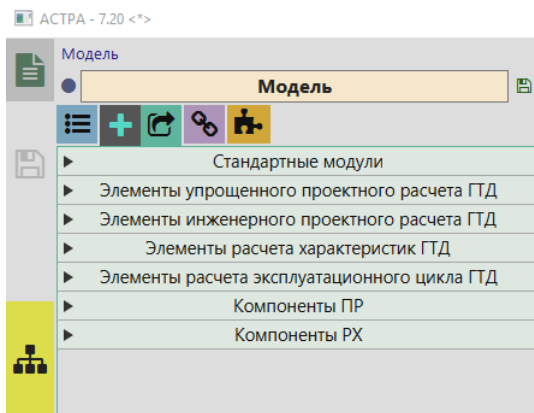 АСТРА - 7.20 <*>
Модель
Модель
Стандартные модули
Элементы упрощенного проектного расчета ГТД
Элементы инженерного проектного расчета ГТД
Элементы расчета характеристик ГТД
Элементы расчета эксплуатационного цикла ГТД
Компоненты ПР
Компоненты РХ